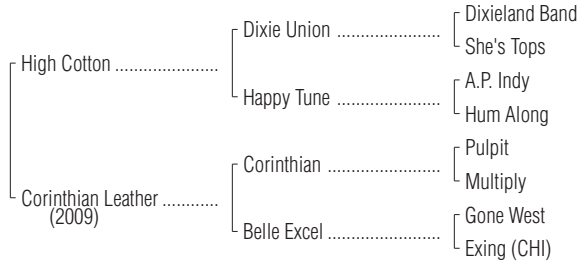 Dixieland Band
Dixie Union ....................
She's Tops
High Cotton ....................
A.P. Indy
Happy Tune ....................
Hum Along
Pulpit
Corinthian ....................
Multiply
Corinthian Leather ...........
(2009)
Gone West
Belle Excel ....................
Exing (CHI)